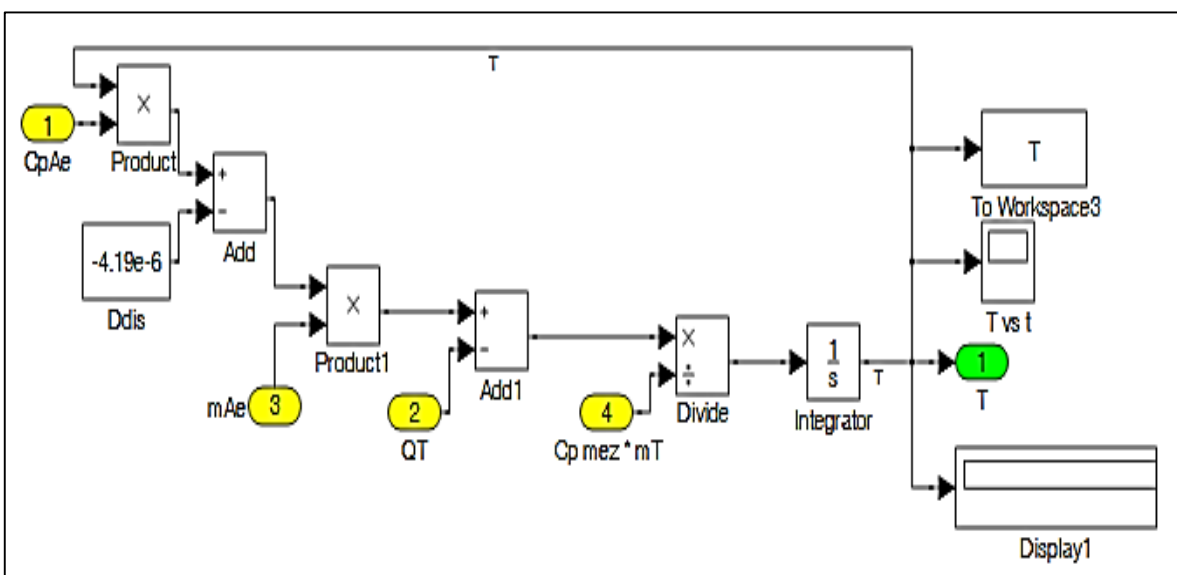 T
X
1
CpAe
Product
+
−
Add
-4.19e-6
Ddis
X
Product1
mAe 3
+
−
Add1
2
QT
X
÷
Divide
4
Cp mez * mT
1
s
Integrator
T
T
To Workspace3
T vs t
1
T
Display1